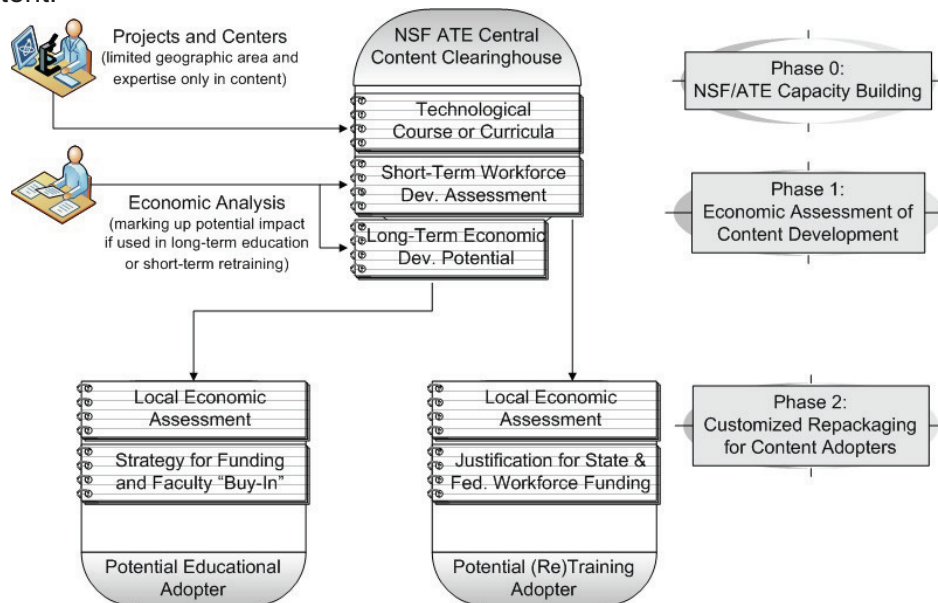 Projects and Centers
(limited geographic area and
expertise only in content)
NSF ATE Central
Content Clearinghouse
Phase 0:
NSF/ATE Capacity Building
Technological
Course or Curricula
Short-Term Workforce
Dev. Assessment
Economic Analysis
(marking up potential impact
if used in long-term education
or short-term retraining)
Long-Term Economic
Dev. Potential
Phase 1:
Economic Assessment of
Content Development
Local Economic
Assessment
Strategy for Funding
and Faculty “Buy-In”
Potential Educational
Adopter
Local Economic
Assessment
Justification for State &
Fed. Workforce Funding
Potential (Re)Training
Adopter
Phase 2:
Customized Repackaging
for Content Adopters